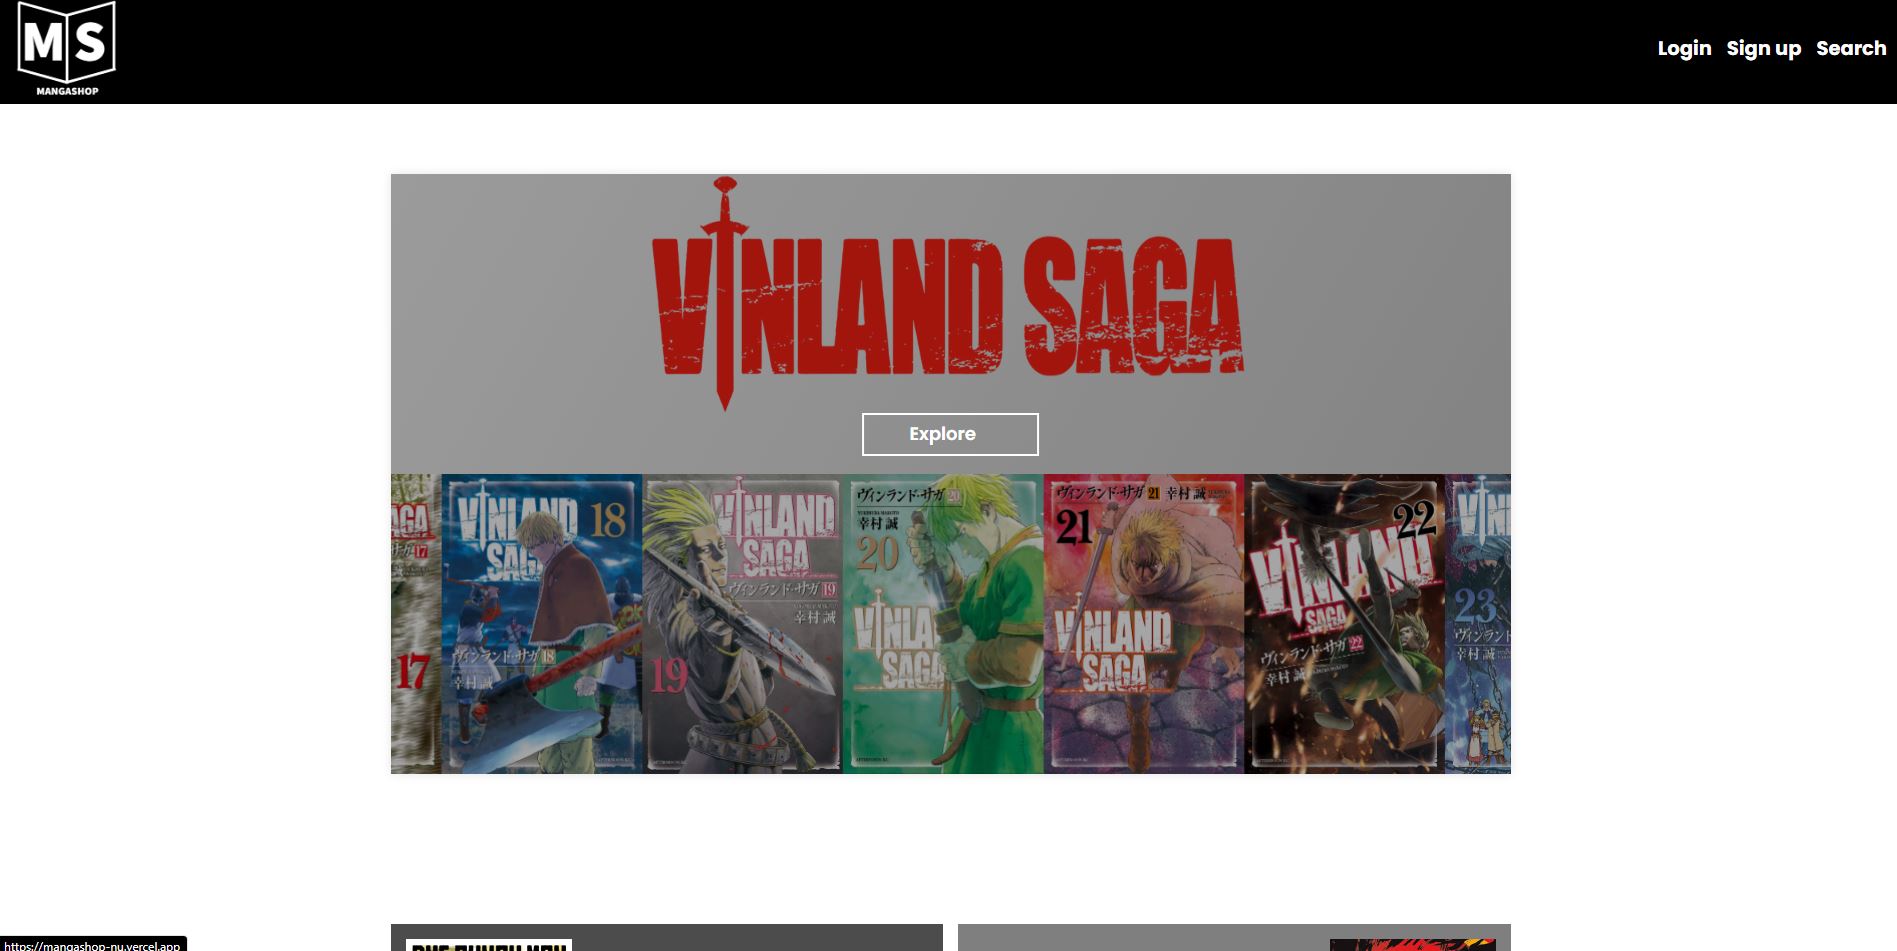 MS
MANGASHOP
Login Sign up Search
VINLAND SAGA
Explore
17
17
VINLAND
SAGA
18
ヴィンランド・サガ 18
幸村 誠
VINLAND
SAGA
ヴィンランド・サガ 19
幸村 誠
19
ヴィンランド・サガ 20
幸村 誠
20
VINLA
SAGA
ヴィンランド・サガ 21 幸村 誠
21
VINLAND
SAGA
22
VINLAND
SAGA
ヴィンランド・サガ 22
幸村 誠
VINL
23
ヴィンラン
幸村 誠
https://mangashop-nu.vercel.app